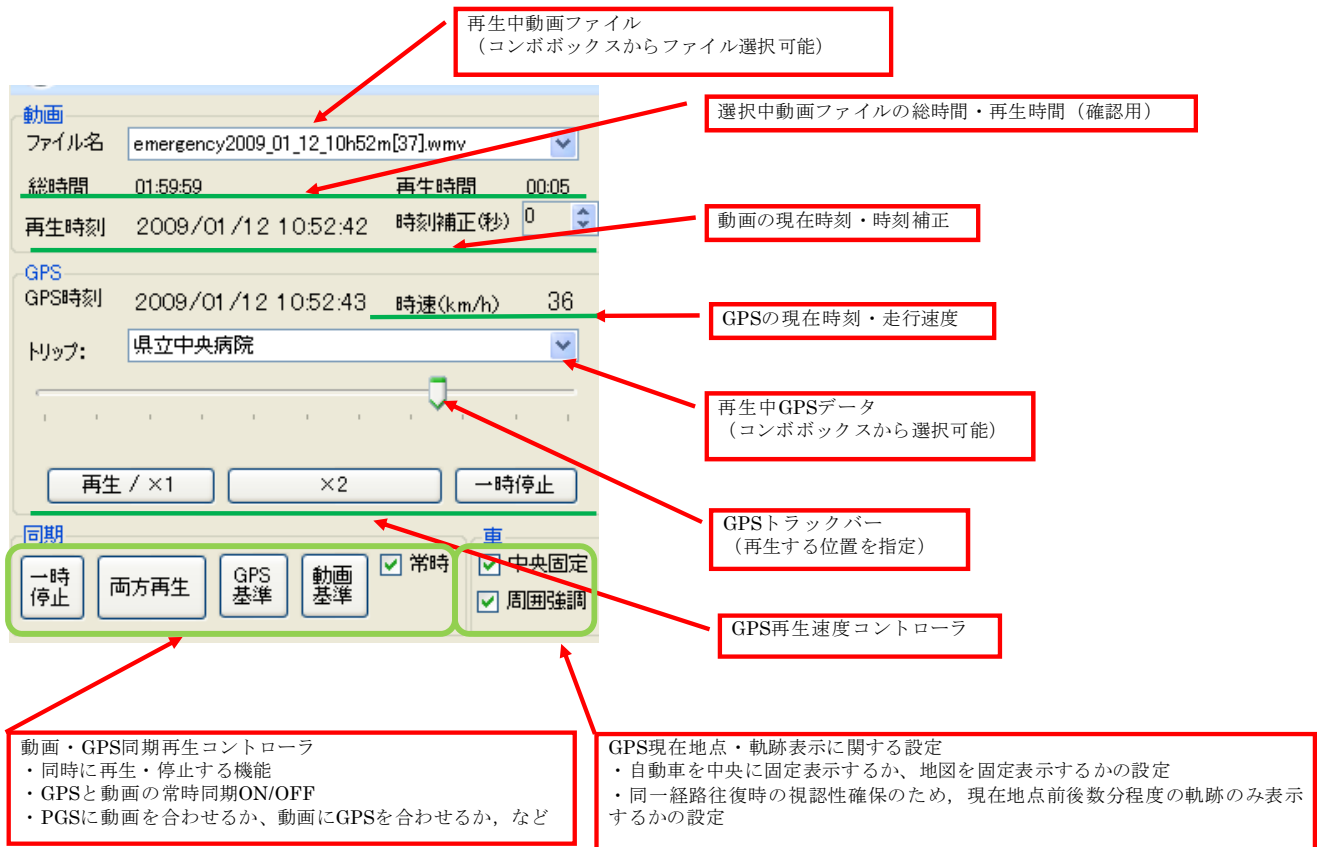 再生中動画ファイル
（コンボボックスからファイル選択可能）
選択中動画ファイルの総時間・再生時間（確認用）
動画
ファイル名 emergency2009_01_12_10h52m[37].wmv
総時間 01:59:59 再生時間 00:05
再生時刻 2009/01/12 10:52:42 時刻補正(秒) 0
動画の現在時刻・時刻補正
GPS
GPS時刻 2009/01/12 10:52:43 時速(km/h) 36
GPSの現在時刻・走行速度
トリップ: 県立中央病院
再生中GPSデータ
（コンボボックスから選択可能）
再生 / ×1 ×2 一時停止
GPSトラックバー
（再生する位置を指定）
同期 車
一時
停止
両方再生
GPS
基準
動画
基準
常時
中央固定
周囲強調
GPS再生速度コントローラ
動画・GPS同期再生コントローラ
・同時に再生・停止する機能
・GPSと動画の常時同期ON/OFF
・PGSに動画を合わせるか、動画にGPSを合わせるか，など
GPS現在地点・軌跡表示に関する設定
・自動車を中央に固定表示するか、地図を固定表示するかの設定
・同一経路往復時の視認性確保のため，現在地点前後数分程度の軌跡のみ表示
するかの設定